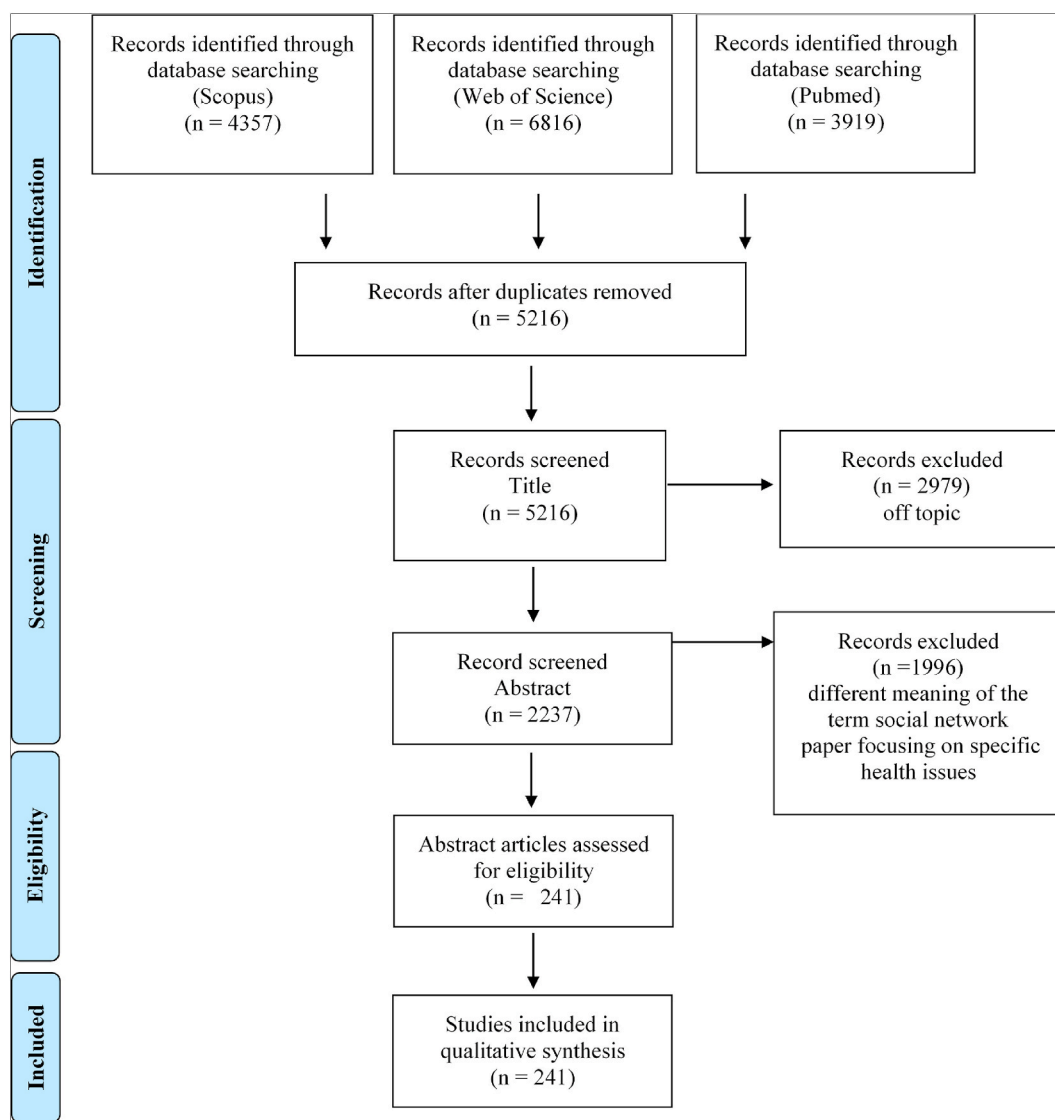 Identification
Records identified through
database searching
(Scopus)
(n = 4357)
Records identified through
database searching
(Web of Science)
(n = 6816)
Records identified through
database searching
(Pubmed)
(n = 3919)
Records after duplicates removed
(n = 5216)
Screening
Records screened
Title
(n = 5216)
Records excluded
(n = 2979)
off topic
Record screened
Abstract
(n = 2237)
Records excluded
(n =1996)
different meaning of the
term social network
paper focusing on specific
health issues
Eligibility
Abstract articles assessed
for eligibility
(n = 241)
Included
Studies included in
qualitative synthesis
(n = 241)